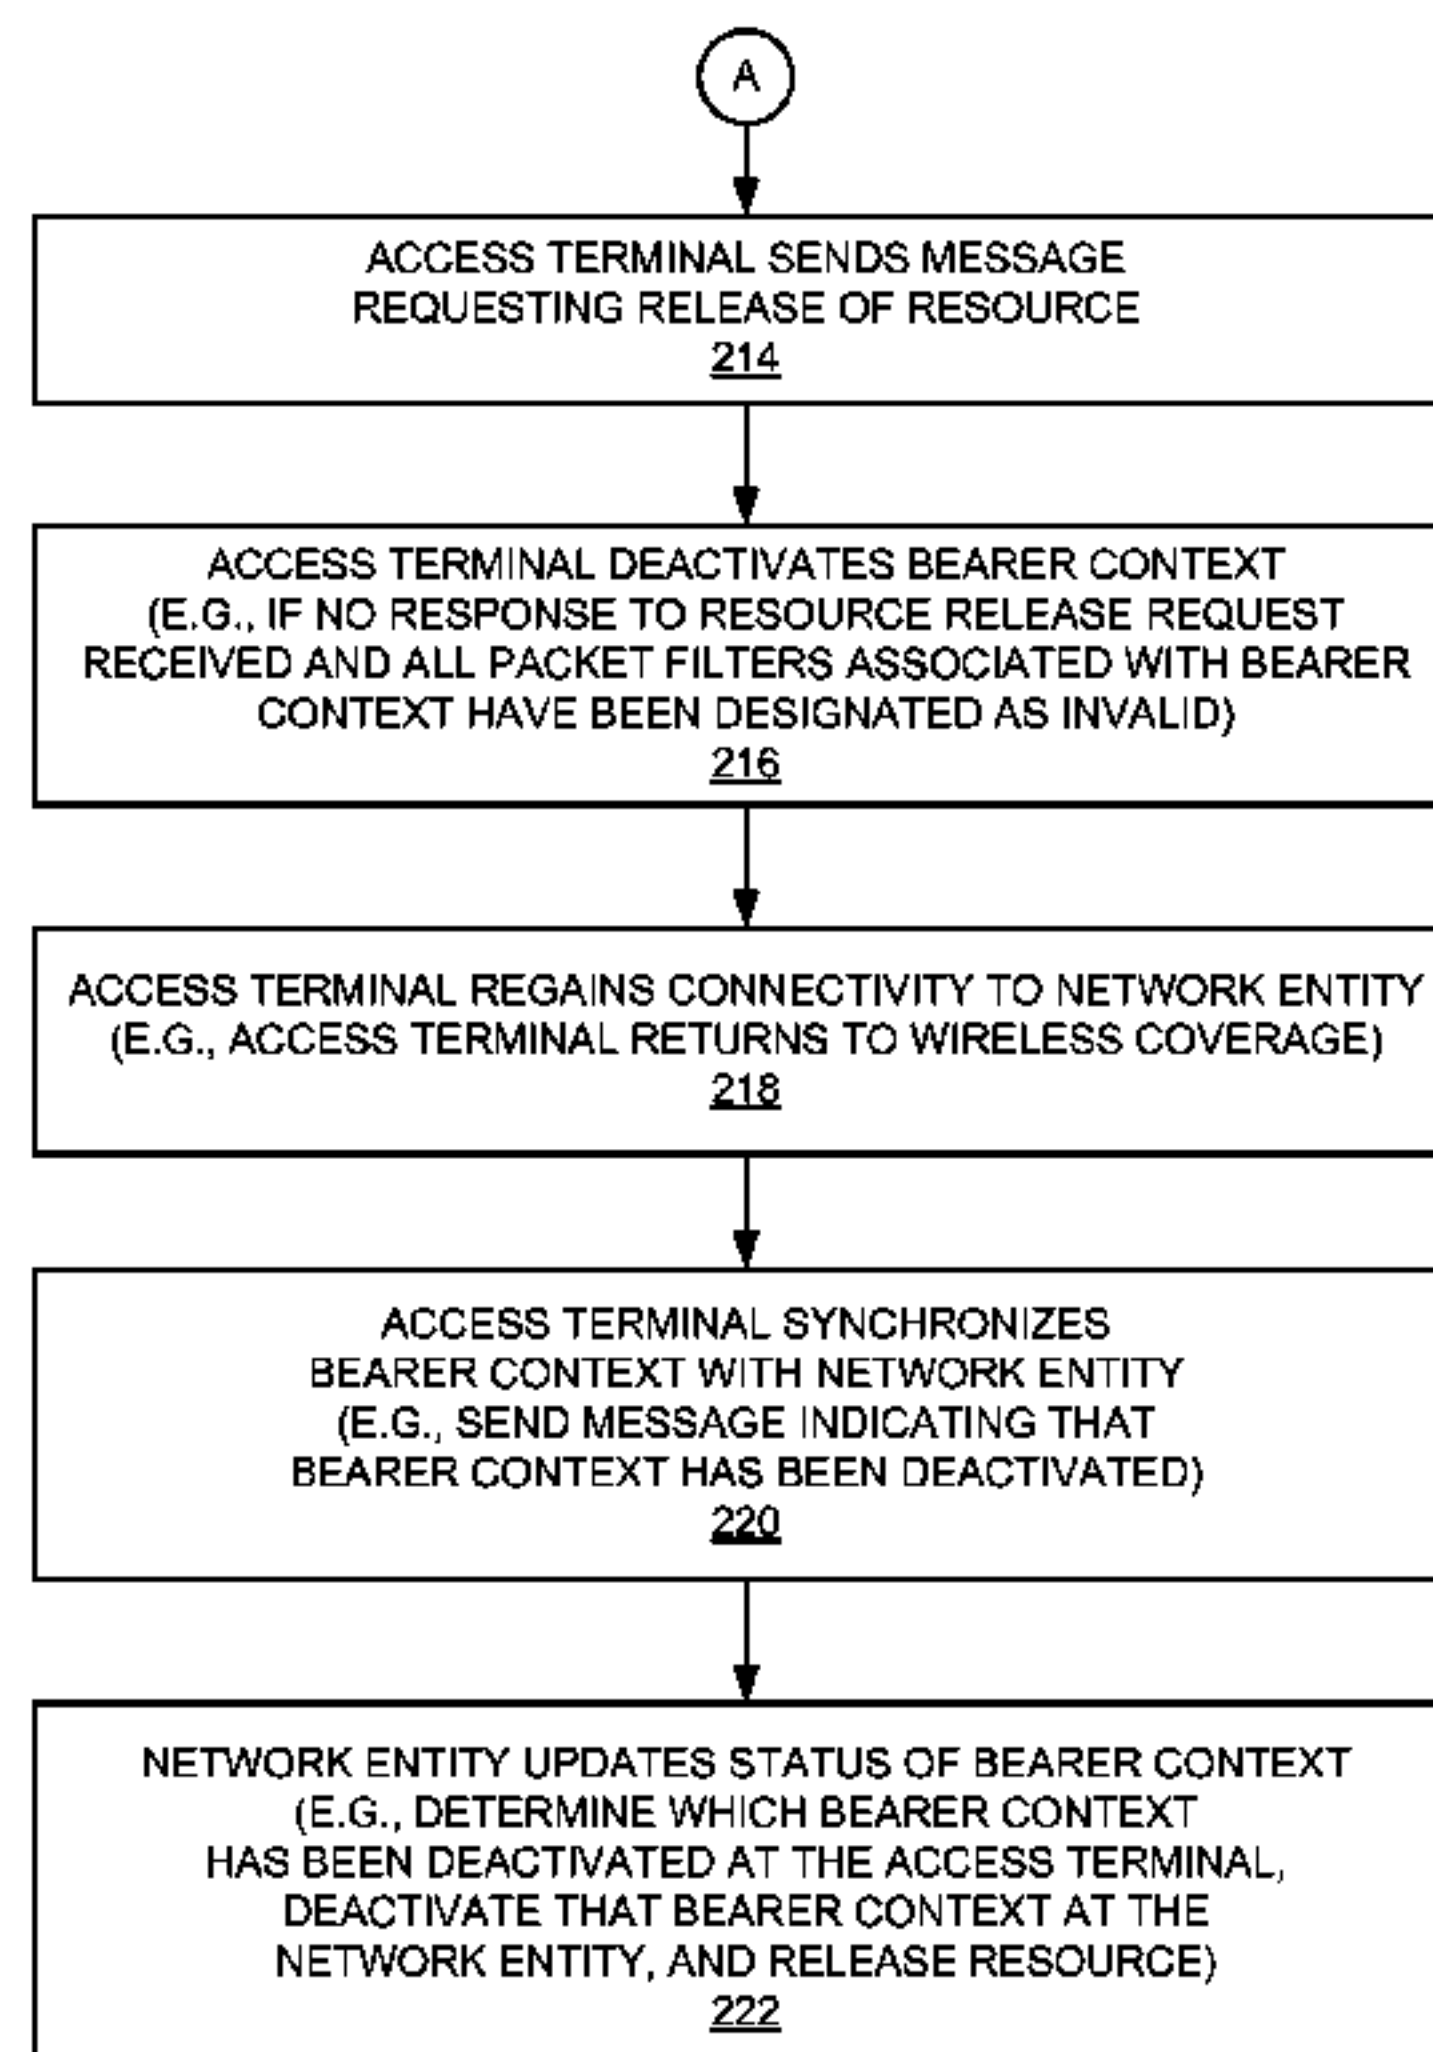 A
ACCESS TERMINAL SENDS MESSAGE
REQUESTING RELEASE OF RESOURCE
214
ACCESS TERMINAL DEACTIVATES BEARER CONTEXT
(E.G., IF NO RESPONSE TO RESOURCE RELEASE REQUEST
RECEIVED AND ALL PACKET FILTERS ASSOCIATED WITH BEARER
CONTEXT HAVE BEEN DESIGNATED AS INVALID)
216
ACCESS TERMINAL REGAINS CONNECTIVITY TO NETWORK ENTITY
(E.G., ACCESS TERMINAL RETURNS TO WIRELESS COVERAGE)
218
ACCESS TERMINAL SYNCHRONIZES
BEARER CONTEXT WITH NETWORK ENTITY
(E.G., SEND MESSAGE INDICATING THAT
BEARER CONTEXT HAS BEEN DEACTIVATED)
220
NETWORK ENTITY UPDATES STATUS OF BEARER CONTEXT
(E.G., DETERMINE WHICH BEARER CONTEXT
HAS BEEN DEACTIVATED AT THE ACCESS TERMINAL,
DEACTIVATE THAT BEARER CONTEXT AT THE
NETWORK ENTITY, AND RELEASE RESOURCE)
222